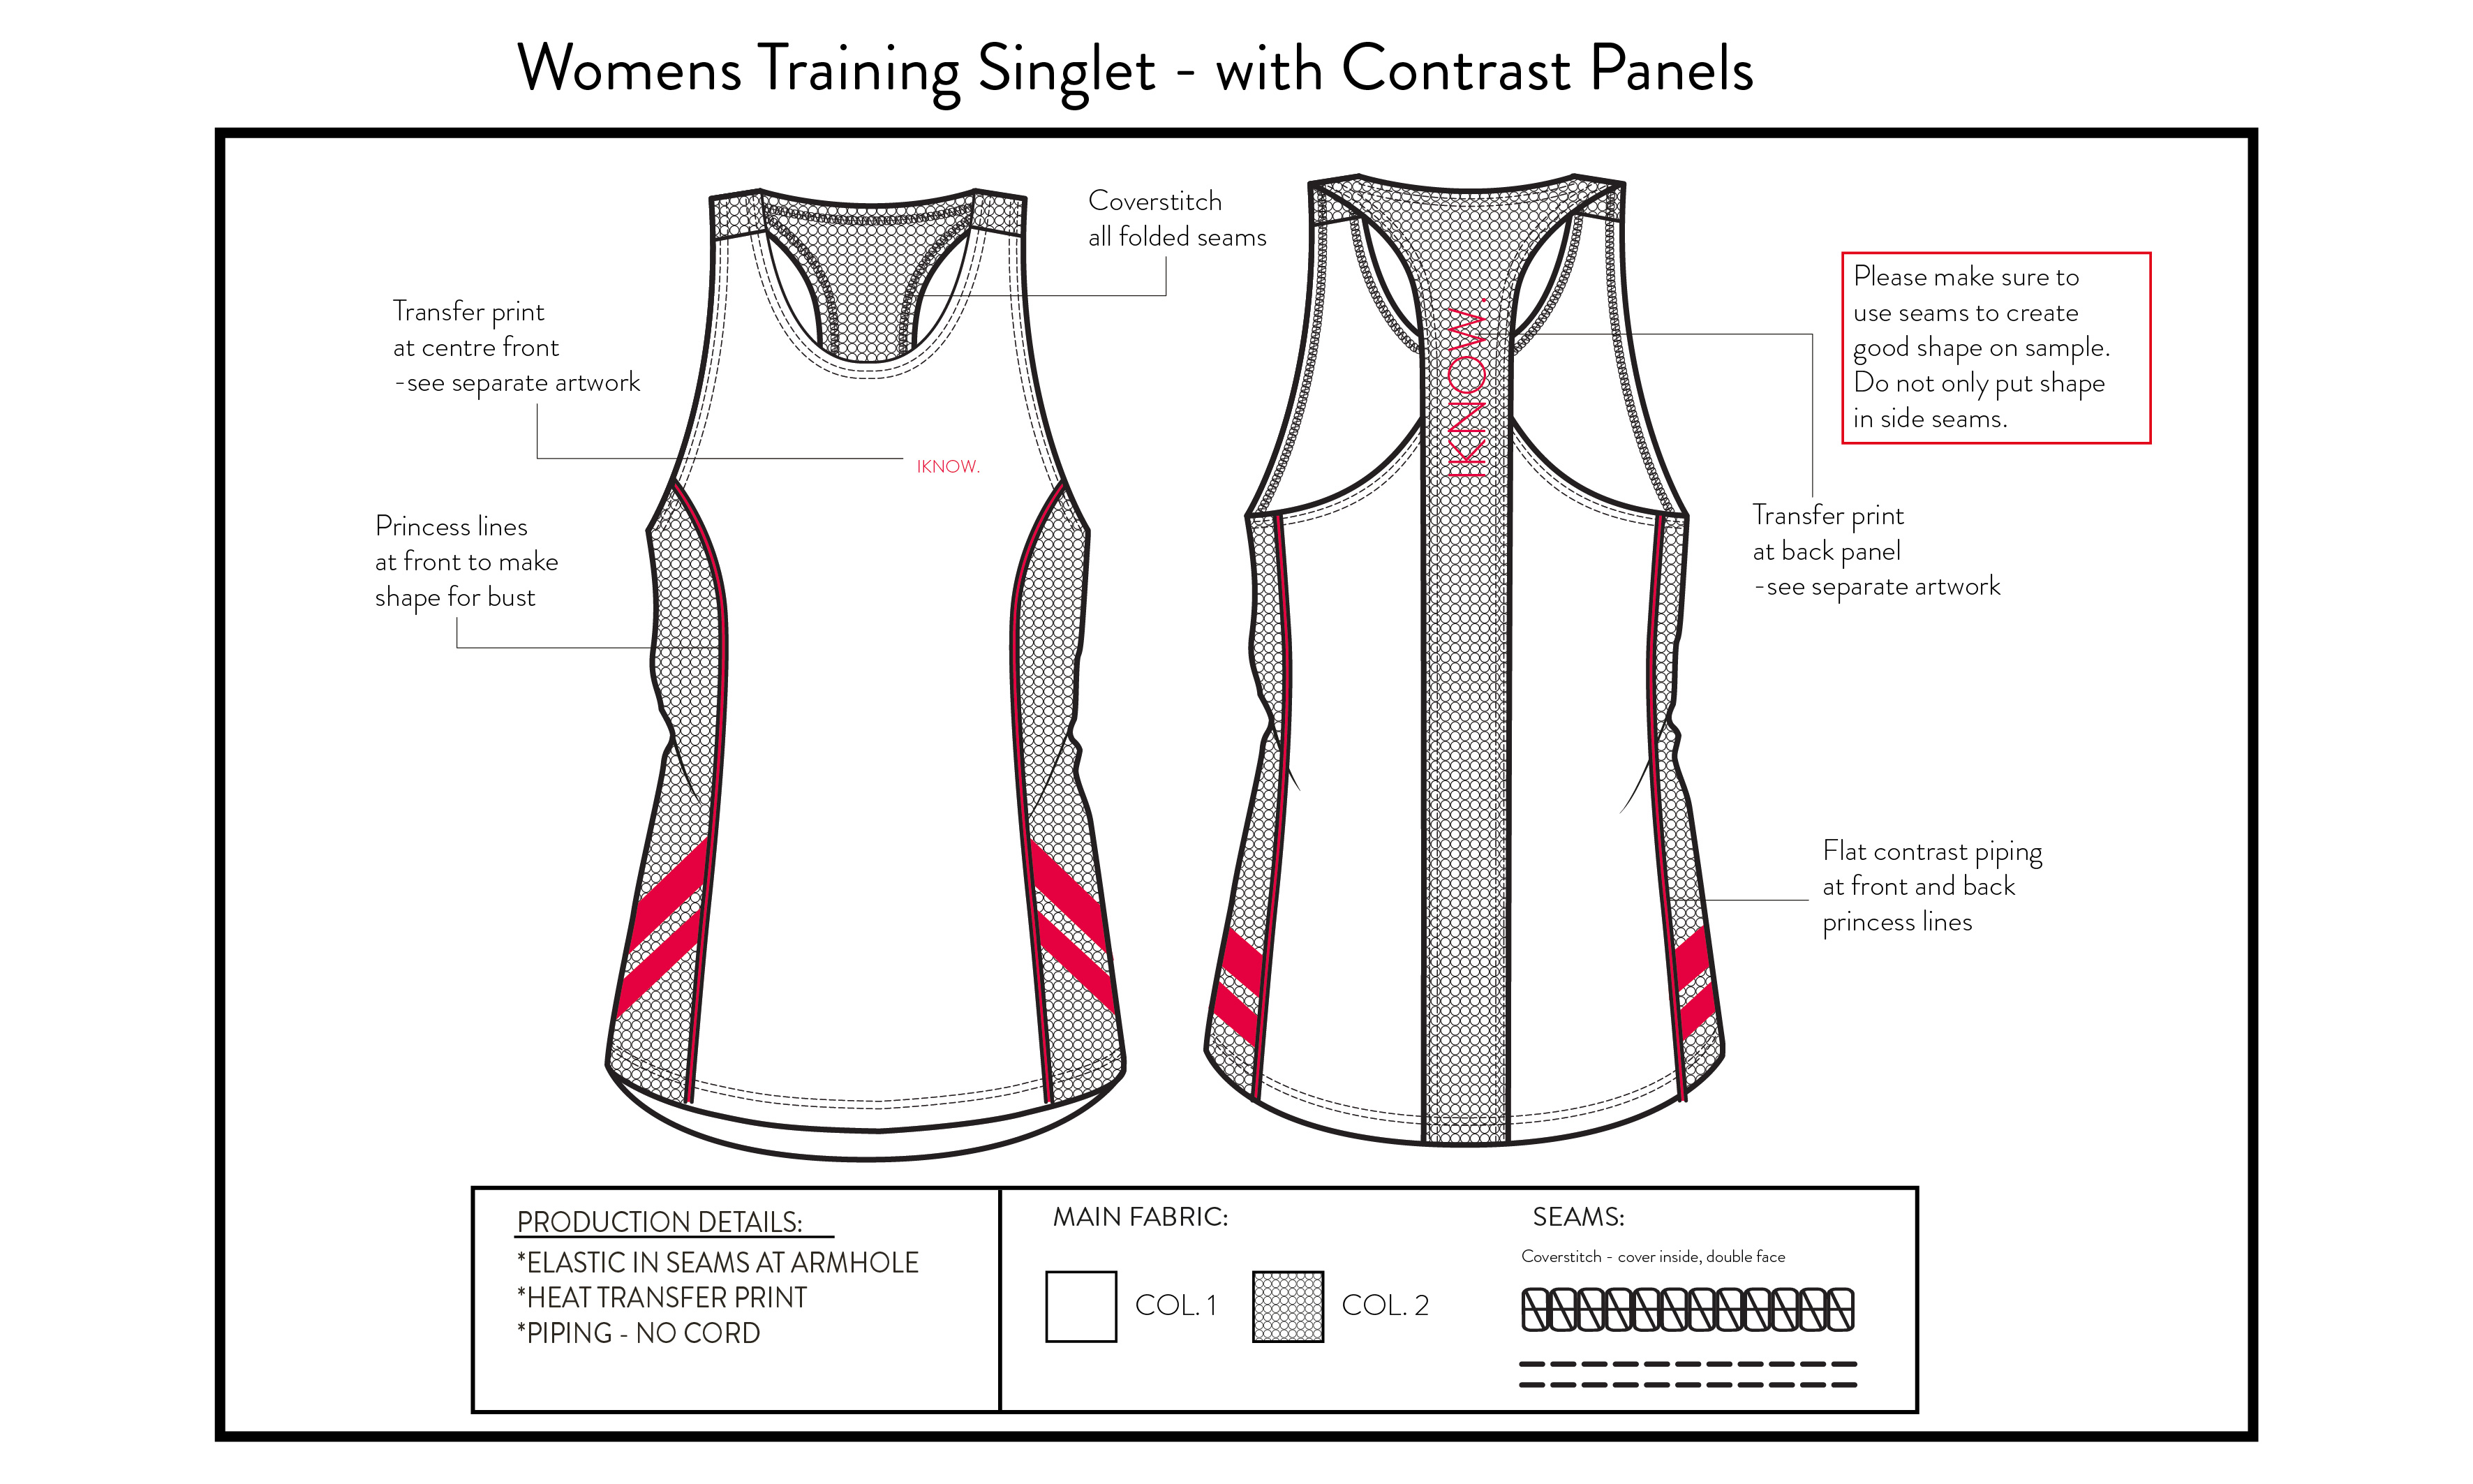 Womens Training Singlet - with Contrast Panels
Coverstitch
all folded seams
Transfer print
at centre front
-see separate artwork
IKNOW.
Princess lines
at front to make
shape for bust
IKNOW.
Please make sure to
use seams to create
good shape on sample.
Do not only put shape
in side seams.
Transfer print
at back panel
-see separate artwork
Flat contrast piping
at front and back
princess lines
PRODUCTION DETAILS:
*ELASTIC IN SEAMS AT ARMHOLE
*HEAT TRANSFER PRINT
*PIPING - NO CORD
MAIN FABRIC:
COL. 1
COL. 2
SEAMS:
Coverstitch - cover inside, double face